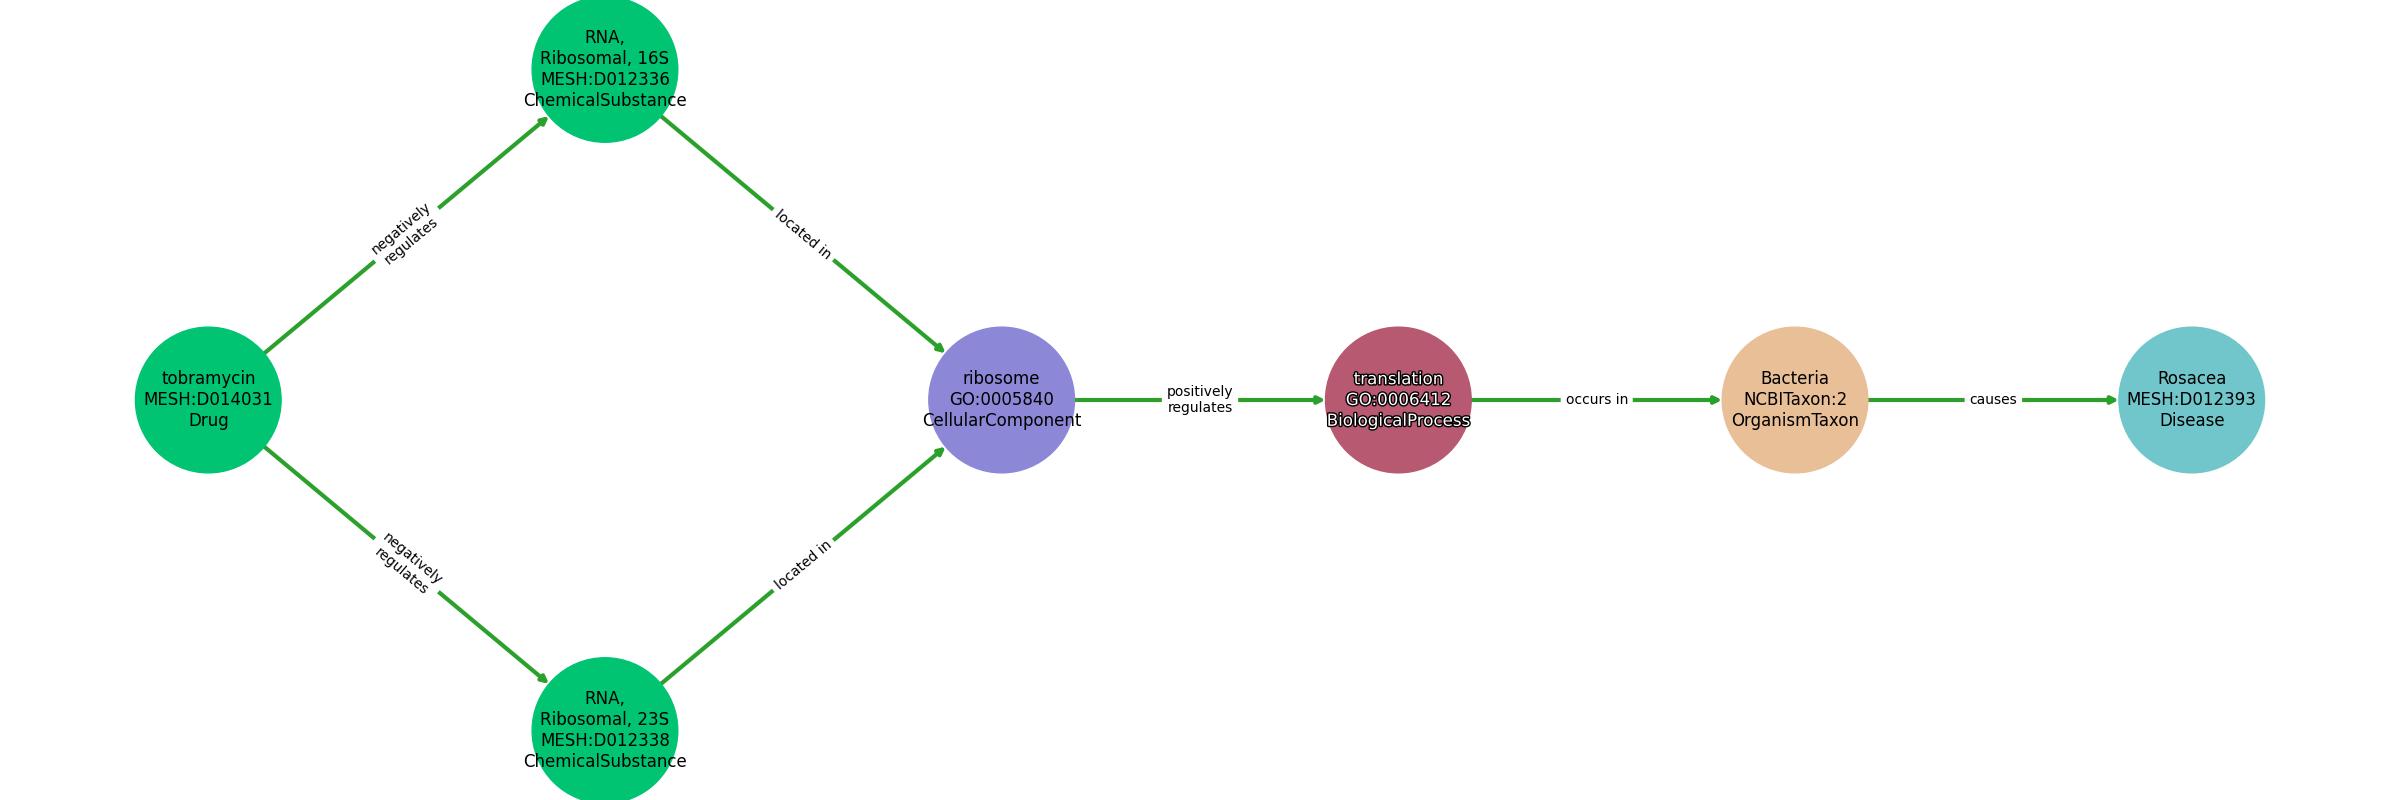 RNA,
Ribosomal, 16S
MESH:D012336
ChemicalSubstance
negatively
regulates
located in
tobramycin
MESH:D014031
Drug
ribosome
GO:0005840
CellularComponent
positively
regulates
translation
GO:0006412
BiologicalProcess
occurs in
Bacteria
NCBITaxon:2
OrganismTaxon
causes
Rosacea
MESH:D012393
Disease
negatively
regulates
located in
RNA,
Ribosomal, 23S
MESH:D012338
ChemicalSubstance